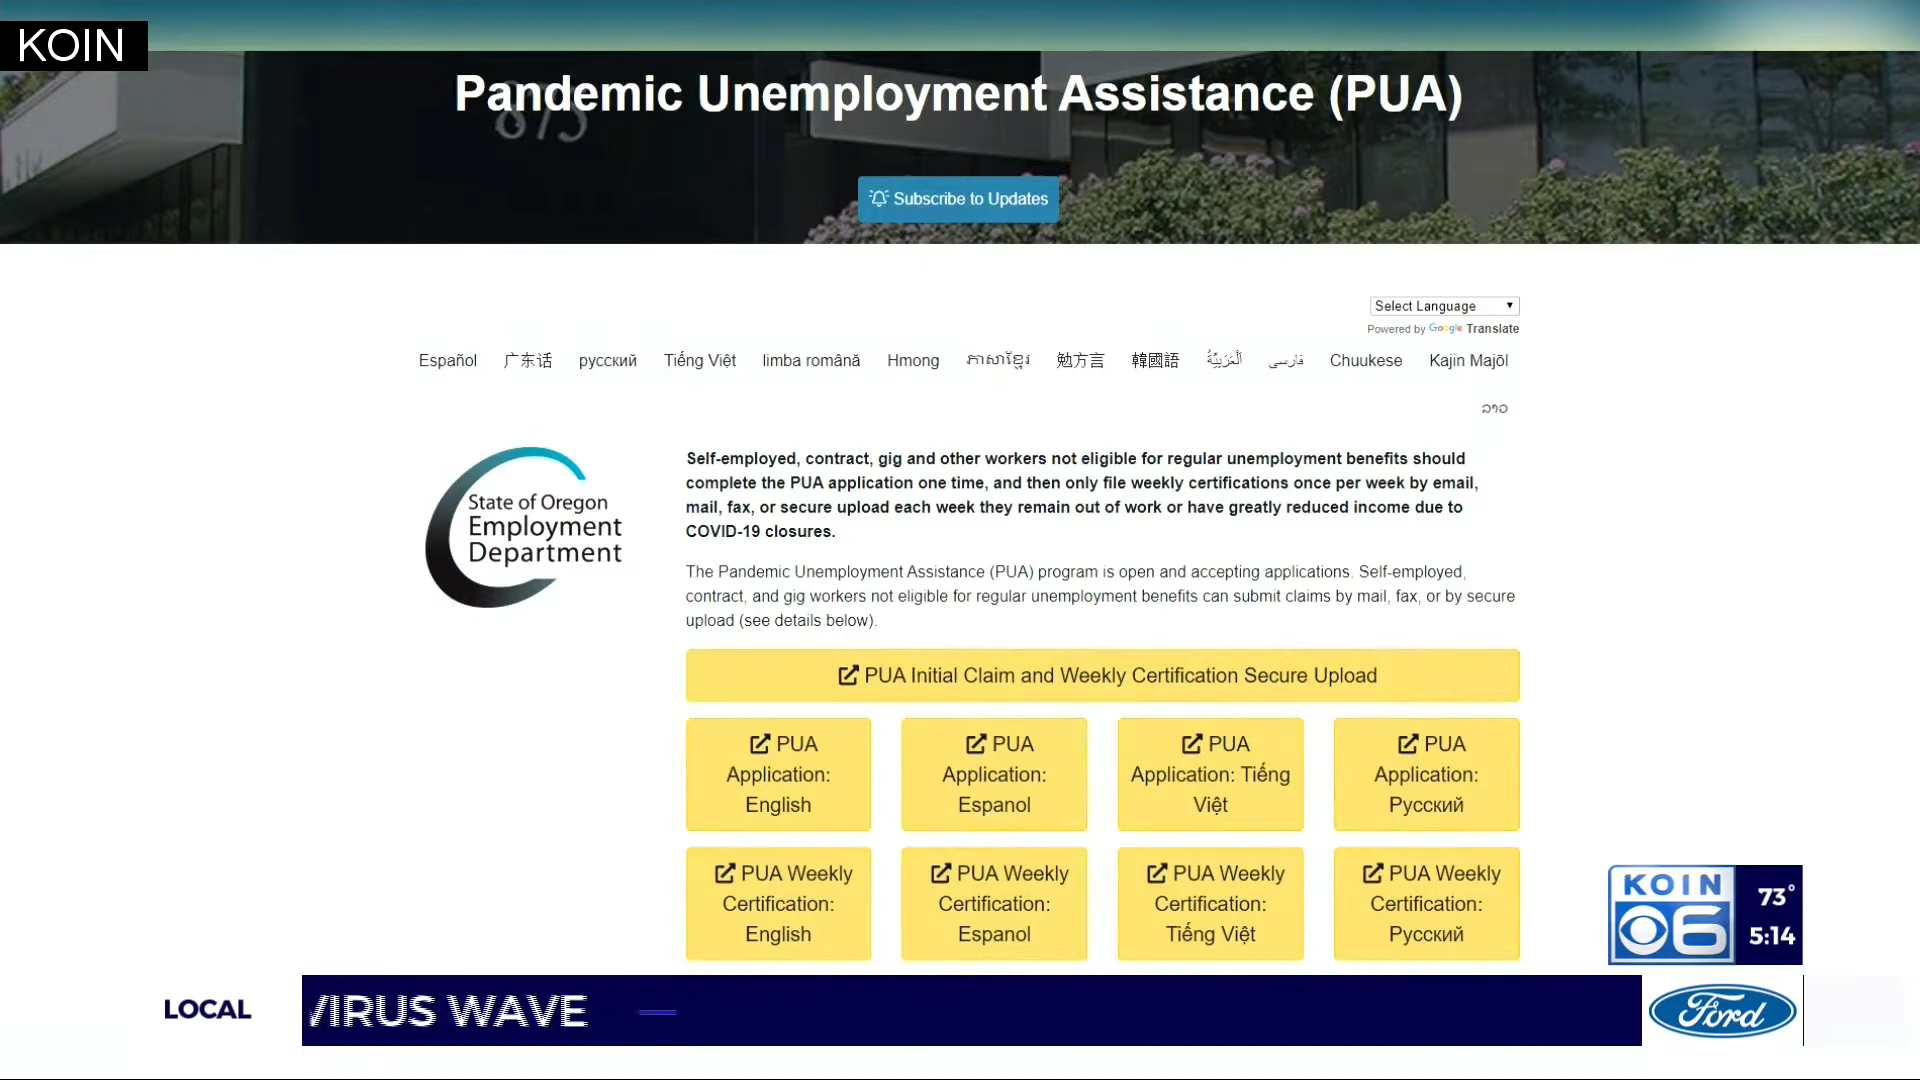 KOIN
Pandemic Unemployment Assistance (PUA)
875
Subscribe to Updates
Select Language
Powered by Google Translate
Español 广东话 русский Tiếng Việt limba română Hmong ភាសាខ្មែរ 勉方言 韓國語 اَلْعَرَبِيَّةُ فارسی Chuukese Kajin Majōl
ລາວ
State of Oregon
Employment
Department
Self-employed, contract, gig and other workers not eligible for regular unemployment benefits should
complete the PUA application one time, and then only file weekly certifications once per week by email,
mail, fax, or secure upload each week they remain out of work or have greatly reduced income due to
COVID-19 closures.
The Pandemic Unemployment Assistance (PUA) program is open and accepting applications. Self-employed,
contract, and gig workers not eligible for regular unemployment benefits can submit claims by mail, fax, or by secure
upload (see details below).
PUA Initial Claim and Weekly Certification Secure Upload
PUA
Application:
English
PUA
Application:
Espanol
PUA
Application: Tiếng
Việt
PUA
Application:
Русский
PUA Weekly
Certification:
English
PUA Weekly
Certification:
Espanol
PUA Weekly
Certification:
Tiếng Việt
PUA Weekly
Certification:
Русский
KOIN
6
73°
5:14
LOCAL
VIRUS WAVE
Ford